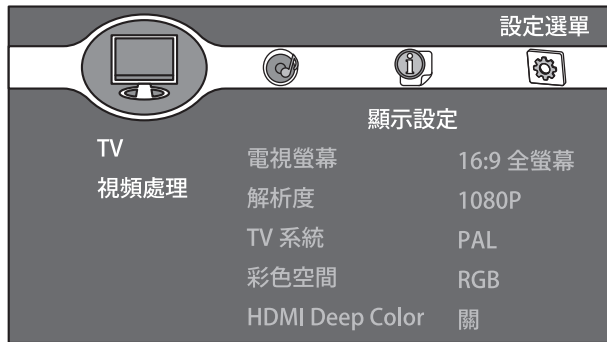 設定選單
顯示設定
TV
視頻處理
電視螢幕 16:9 全螢幕
解析度 1080P
TV 系統 PAL
彩色空間 RGB
HDMI Deep Color 關